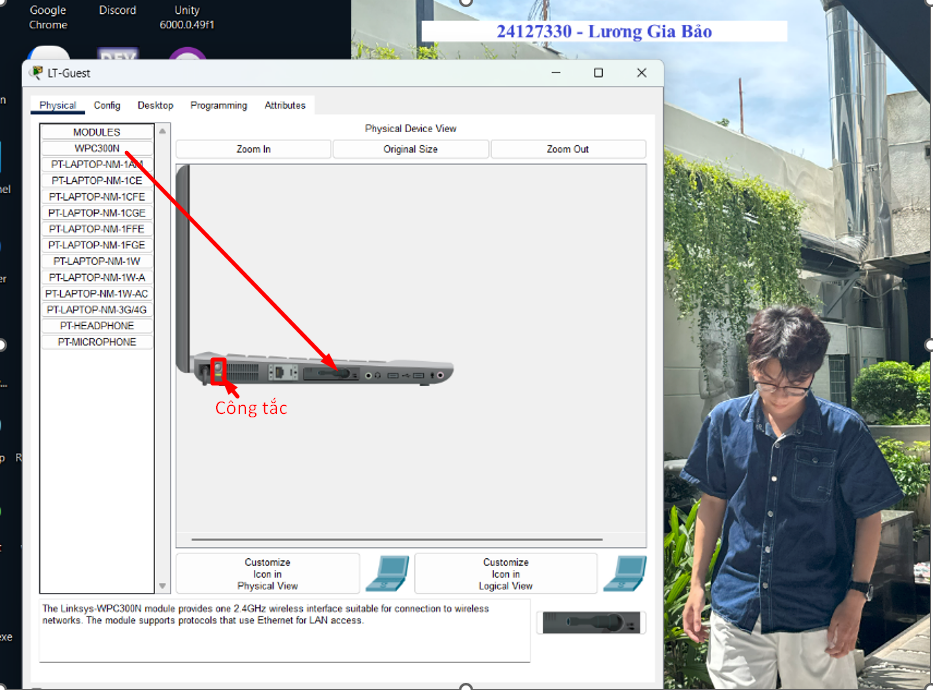 Google
Chrome
Discord
Unity
6000.0.49f1
24127330 - Lương Gia Bảo
LT-Guest
Physical
Config
Desktop
Programming
Attributes
MODULES
WPC300N
PT-LAPTOP-NM-1AM
PT-LAPTOP-NM-1CE
PT-LAPTOP-NM-1CFE
PT-LAPTOP-NM-1CGE
PT-LAPTOP-NM-1FFE
PT-LAPTOP-NM-1FGE
PT-LAPTOP-NM-1W
PT-LAPTOP-NM-1W-A
PT-LAPTOP-NM-1W-AC
PT-LAPTOP-NM-3G/4G
PT-HEADPHONE
PT-MICROPHONE
Physical Device View
Zoom In
Original Size
Zoom Out
Công tắc
Customize
Icon in
Physical View
Customize
Icon in
Logical View
The Linksys-WPC300N module provides one 2.4GHz wireless interface suitable for connection to wireless
networks. The module supports protocols that use Ethernet for LAN access.